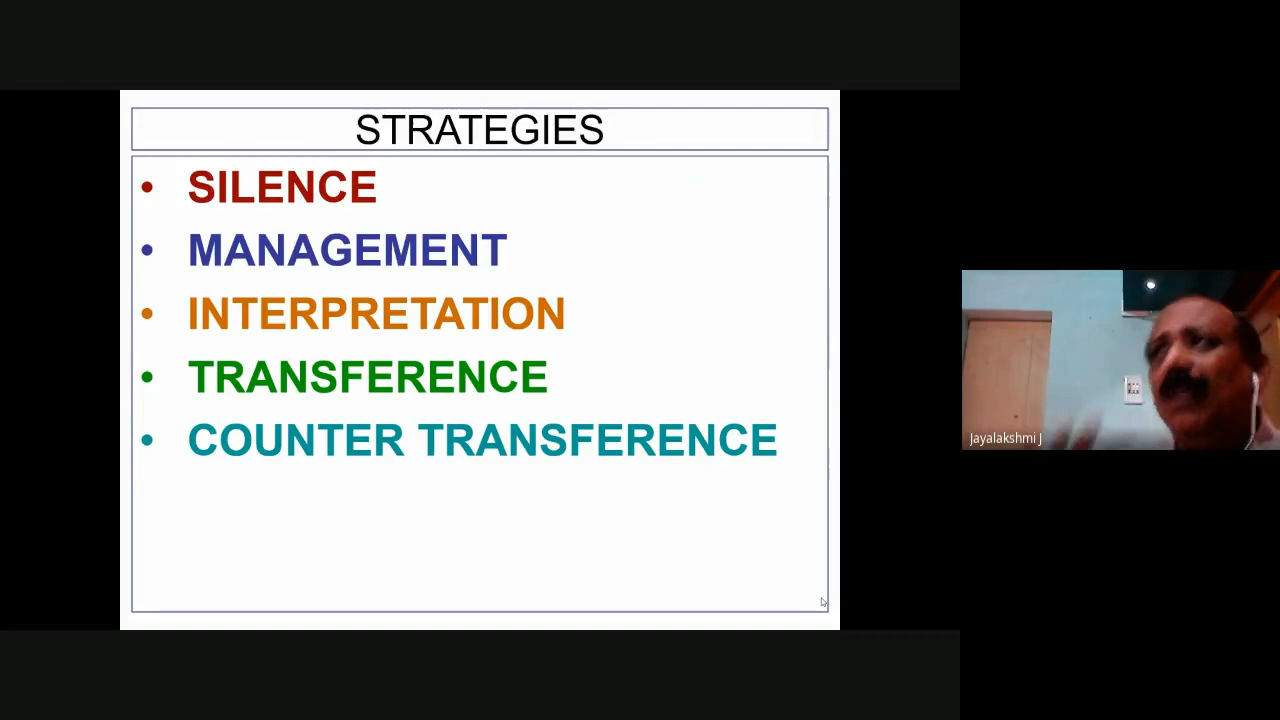 STRATEGIES
• SILENCE
• MANAGEMENT
• INTERPRETATION
• TRANSFERENCE
• COUNTER TRANSFERENCE
Jayalakshmi J